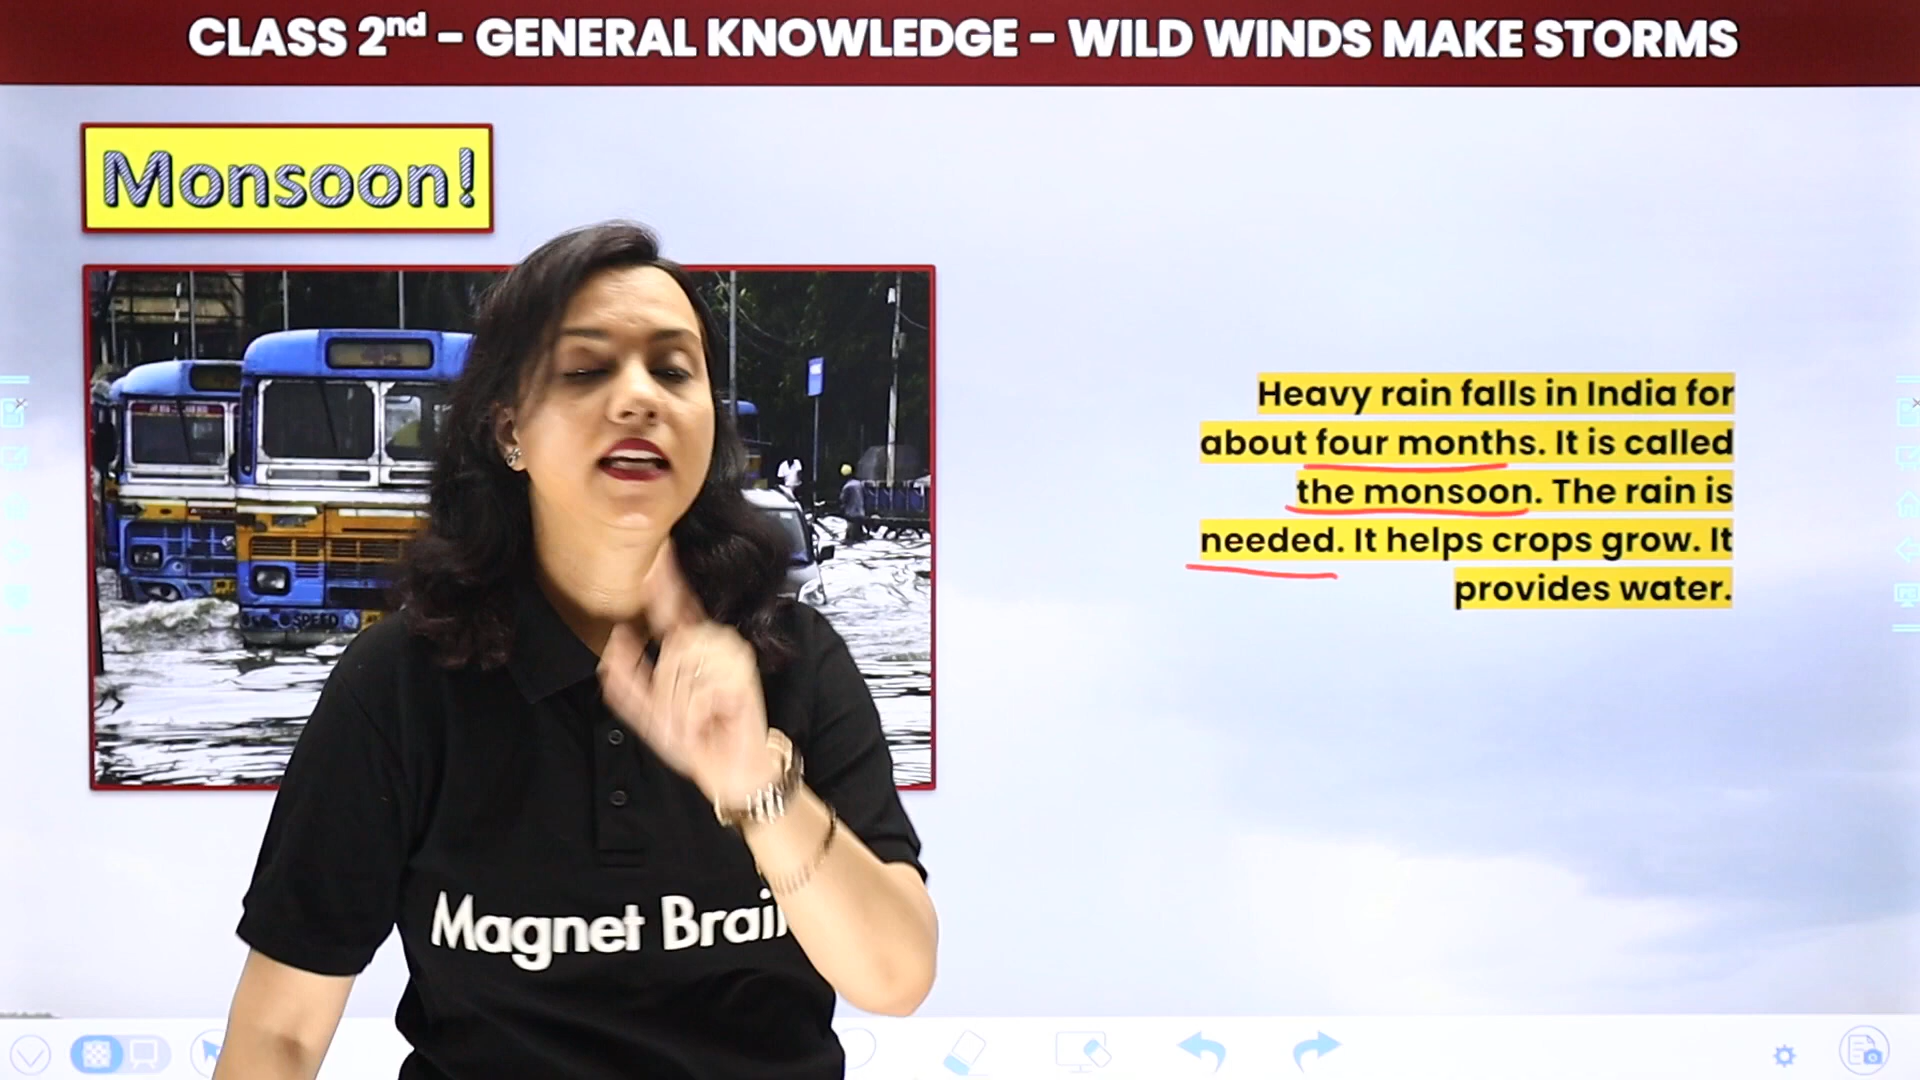 CLASS 2nd - GENERAL KNOWLEDGE - WILD WINDS MAKE STORMS
Monsoon!
Heavy rain falls in India for
about four months. It is called
the monsoon. The rain is
needed. It helps crops grow. It
provides water.
SPEED
Magnet Brai